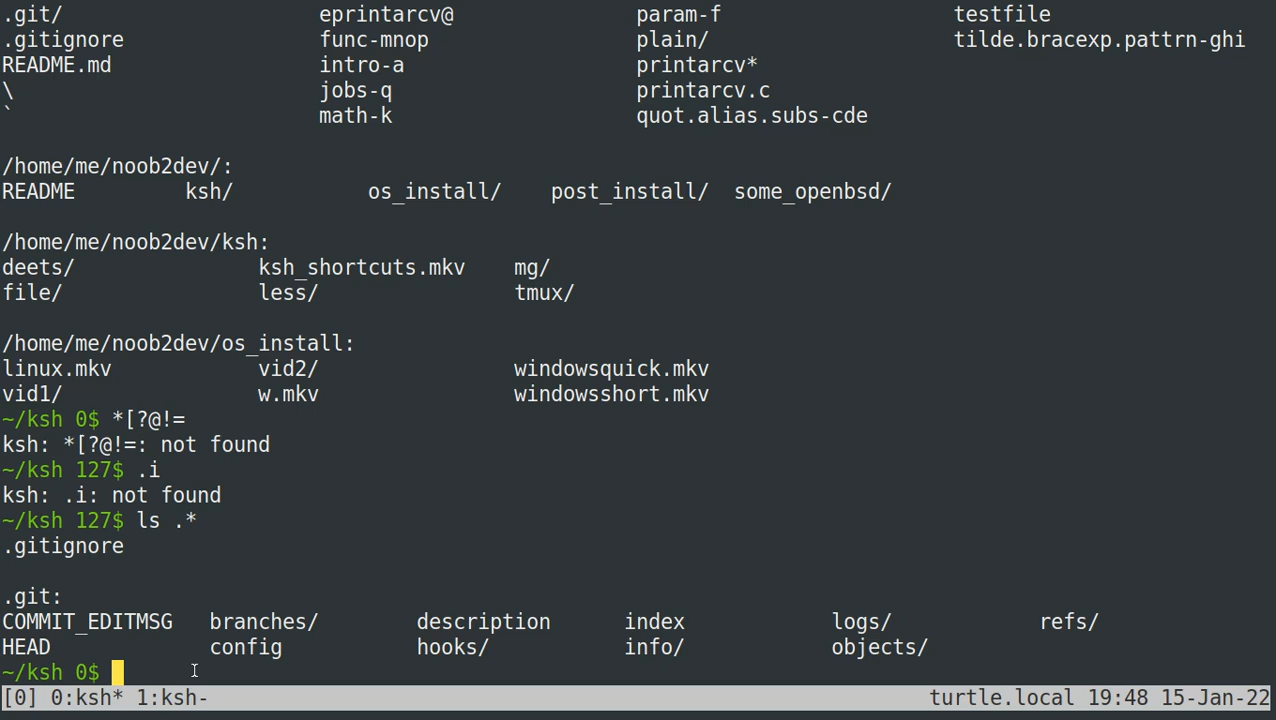 .git/ eprintarcv@ param-f testfile
.gitignore func-mnop plain/ tilde.bracexp.pattrn-ghi
README.md intro-a printarcv*
\ jobs-q printarcv.c
` math-k quot.alias.subs-cde
/home/me/noob2dev/:
README ksh/ os_install/ post_install/ some_openbsd/
/home/me/noob2dev/ksh:
deets/ ksh_shortcuts.mkv mg/
file/ less/ tmux/
/home/me/noob2dev/os_install:
linux.mkv vid2/ windowsquick.mkv
vid1/ w.mkv windowsshort.mkv
~/ksh 0$ *[?@!=
ksh: *[?@!=: not found
~/ksh 127$ .i
ksh: .i: not found
~/ksh 127$ ls .*
.gitignore
.git:
COMMIT_EDITMSG branches/ description index logs/ refs/
HEAD config hooks/ info/ objects/
~/ksh 0$
[0] 0:ksh* 1:ksh- turtle.local 19:48 15-Jan-22